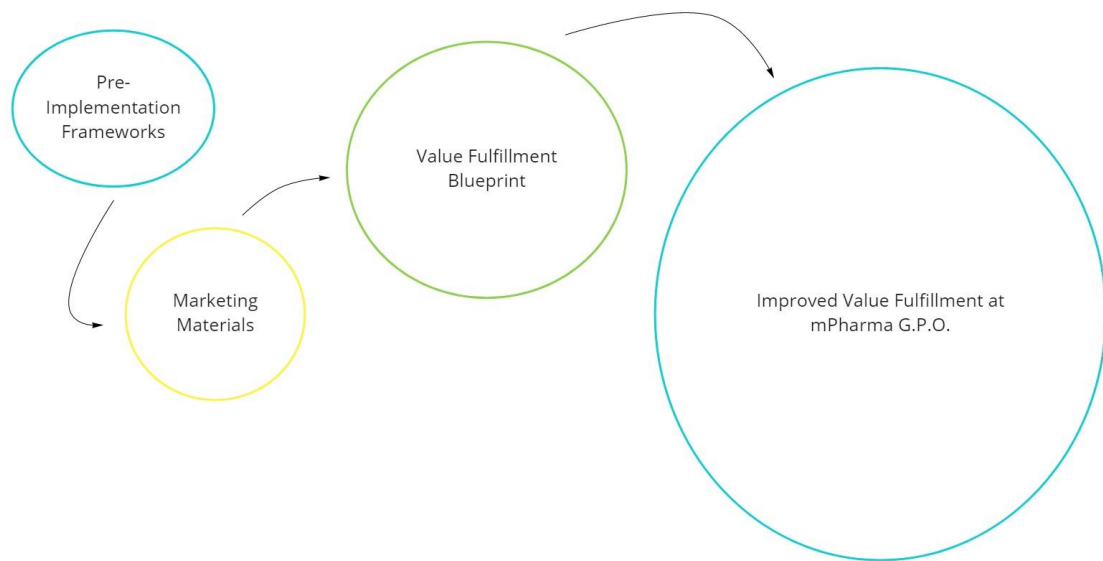 Pre-
Implementation
Frameworks
Marketing
Materials
Value Fulfillment
Blueprint
Improved Value Fulfillment at
mPharma G.P.O.